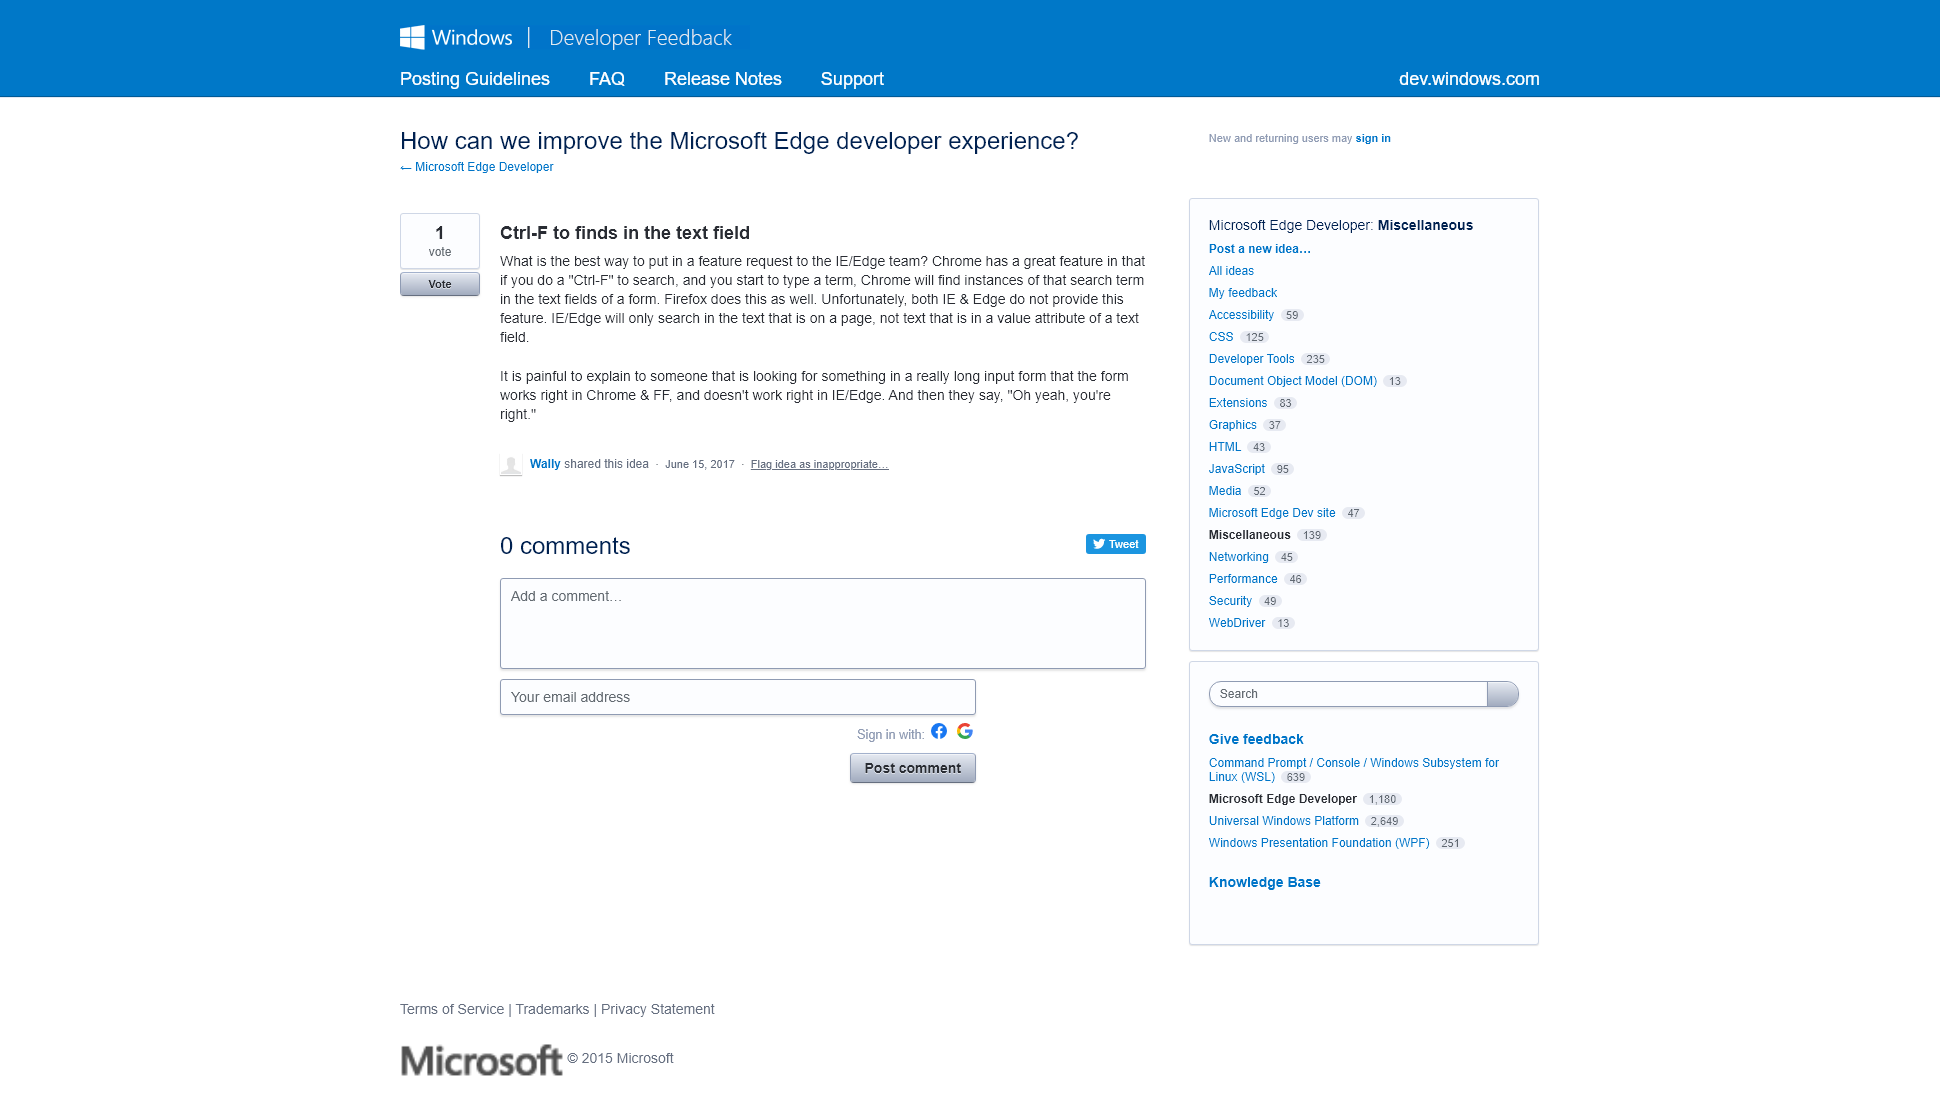 Windows | Developer Feedback
Posting Guidelines FAQ Release Notes Support dev.windows.com
How can we improve the Microsoft Edge developer experience?
← Microsoft Edge Developer
New and returning users may sign in
1
vote
Vote
Ctrl-F to finds in the text field
What is the best way to put in a feature request to the IE/Edge team? Chrome has a great feature in that
if you do a "Ctrl-F" to search, and you start to type a term, Chrome will find instances of that search term
in the text fields of a form. Firefox does this as well. Unfortunately, both IE & Edge do not provide this
feature. IE/Edge will only search in the text that is on a page, not text that is in a value attribute of a text
field.
It is painful to explain to someone that is looking for something in a really long input form that the form
works right in Chrome & FF, and doesn't work right in IE/Edge. And then they say, "Oh yeah, you're
right."
Wally shared this idea · June 15, 2017 · Flag idea as inappropriate…
0 comments
Tweet
Add a comment…
Your email address
Sign in with:
Post comment
Microsoft Edge Developer: Miscellaneous
Post a new idea…
All ideas
My feedback
Accessibility 59
CSS 125
Developer Tools 235
Document Object Model (DOM) 13
Extensions 83
Graphics 37
HTML 43
JavaScript 95
Media 52
Microsoft Edge Dev site 47
Miscellaneous 139
Networking 45
Performance 46
Security 49
WebDriver 13
Search
Give feedback
Command Prompt / Console / Windows Subsystem for
Linux (WSL) 639
Microsoft Edge Developer 1,180
Universal Windows Platform 2,649
Windows Presentation Foundation (WPF) 251
Knowledge Base
Terms of Service | Trademarks | Privacy Statement
Microsoft © 2015 Microsoft